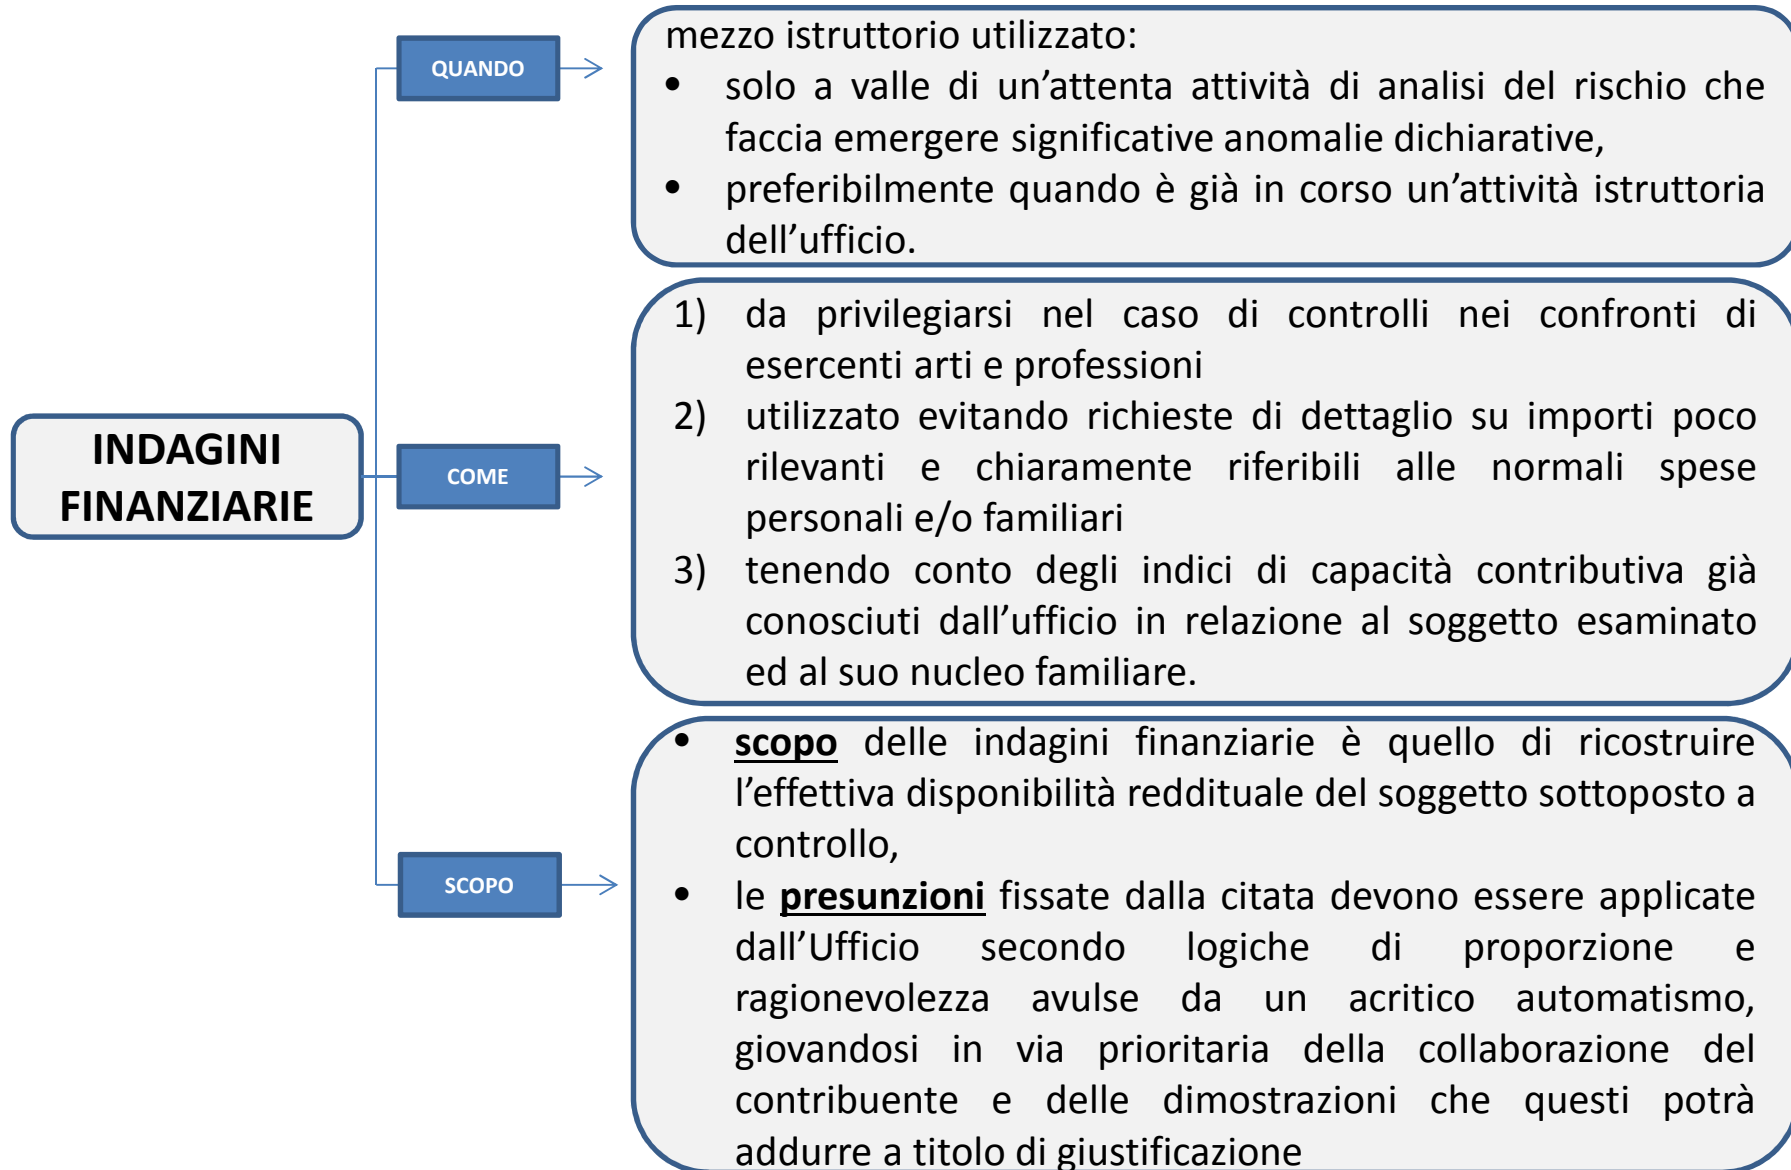 INDAGINI
FINANZIARIE
QUANDO
mezzo istruttorio utilizzato:
• solo a valle di un’attenta attività di analisi del rischio che
faccia emergere significative anomalie dichiarative,
• preferibilmente quando è già in corso un’attività istruttoria
dell’ufficio.
COME
1) da privilegiarsi nel caso di controlli nei confronti di
esercenti arti e professioni
2) utilizzato evitando richieste di dettaglio su importi poco
rilevanti e chiaramente riferibili alle normali spese
personali e/o familiari
3) tenendo conto degli indici di capacità contributiva già
conosciuti dall’ufficio in relazione al soggetto esaminato
ed al suo nucleo familiare.
SCOPO
• scopo delle indagini finanziarie è quello di ricostruire
l’effettiva disponibilità reddituale del soggetto sottoposto a
controllo,
• le presunzioni fissate dalla citata devono essere applicate
dall’Ufficio secondo logiche di proporzione e
ragionevolezza avulse da un acritico automatismo,
giovandosi in via prioritaria della collaborazione del
contribuente e delle dimostrazioni che questi potrà
addurre a titolo di giustificazione